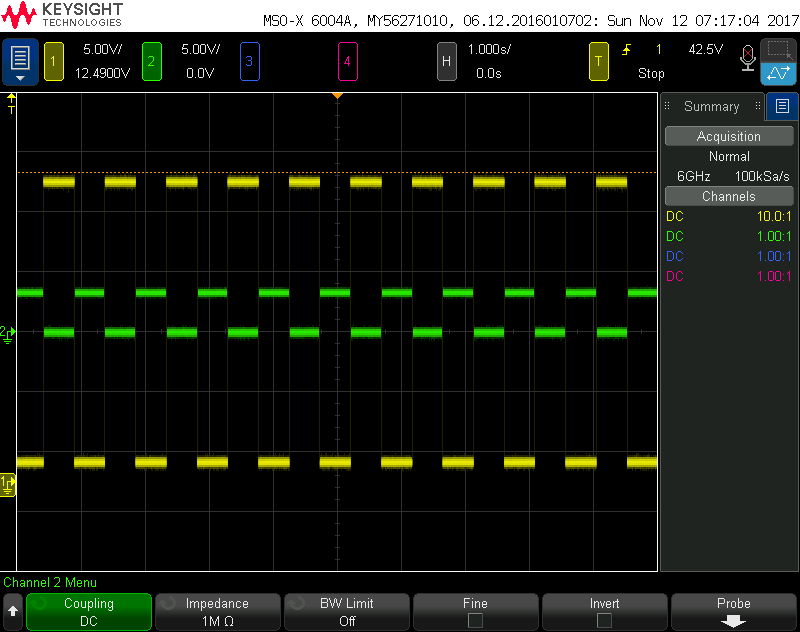 KEYSIGHT
TECHNOLOGIES
MSO-X 6004A, MY56271010, 06.12.2016010702: Sun Nov 12 07:17:04 2017
1 5.00V/ 2 5.00V/ 3 4 H 1.000s/ T 1 42.5V
12.4900V 0.0V 0.0s Stop
T
Summary
Acquisition
Normal
6GHz 100kSa/s
Channels
DC 10.0:1
DC 1.00:1
DC 1.00:1
DC 1.00:1
2
1
Channel 2 Menu
Coupling Impedance BW Limit Fine Invert Probe
DC 1M Ω Off